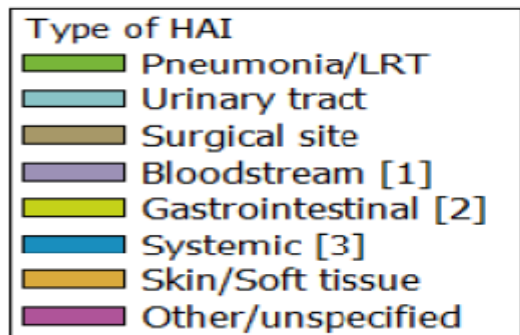 Type of HAI
Pneumonia/LRT
Urinary tract
Surgical site
Bloodstream [1]
Gastrointestinal [2]
Systemic [3]
Skin/Soft tissue
Other/unspecified